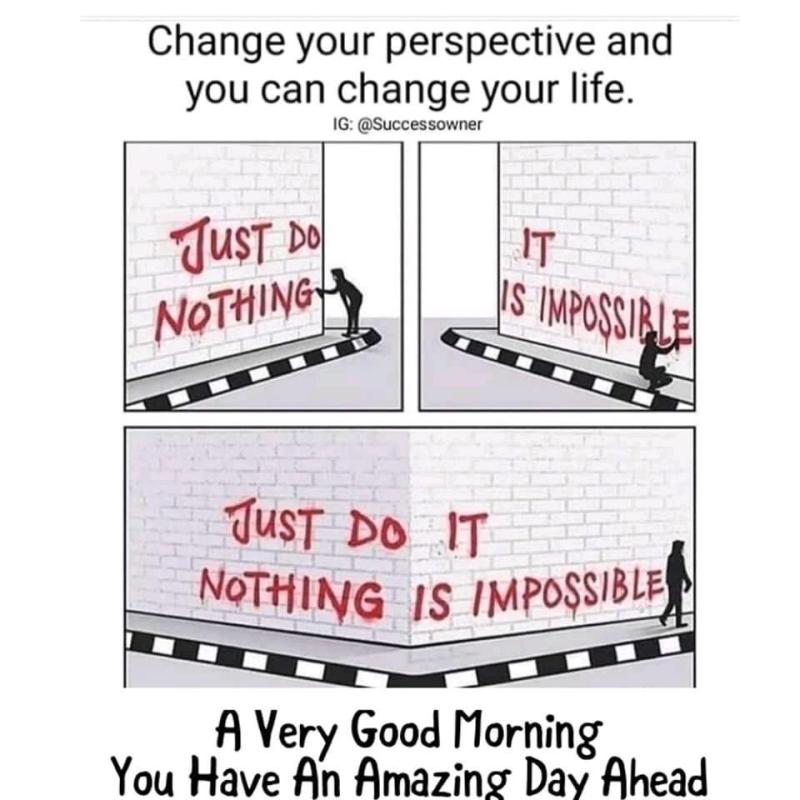 Change your perspective and
you can change your life.
IG: @Successowner
JUST DO
NOTHING
IT
IS IMPOSSIBLE
JUST DO IT
NOTHING IS IMPOSSIBLE
A Very Good Morning
You Have An Amazing Day Ahead